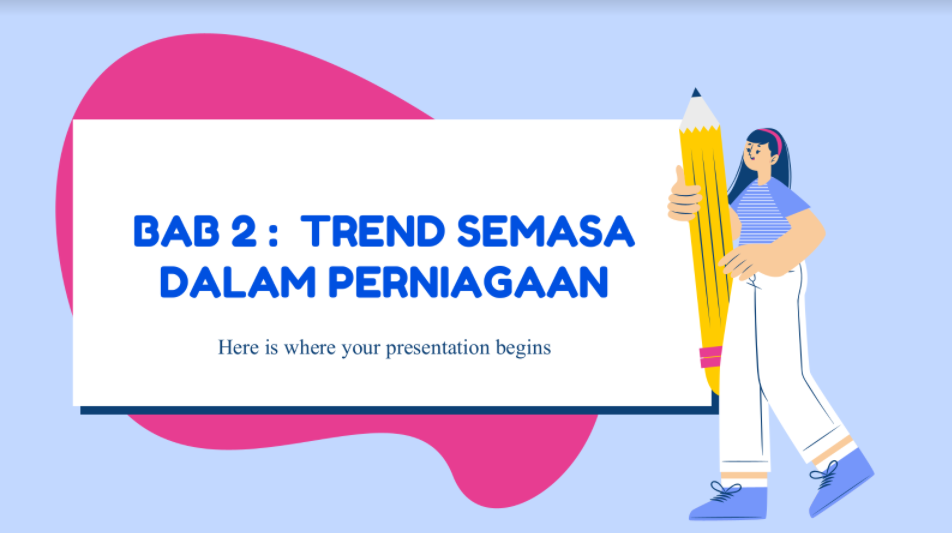 BAB 2 : TREND SEMASA
DALAM PERNIAGAAN
Here is where your presentation begins